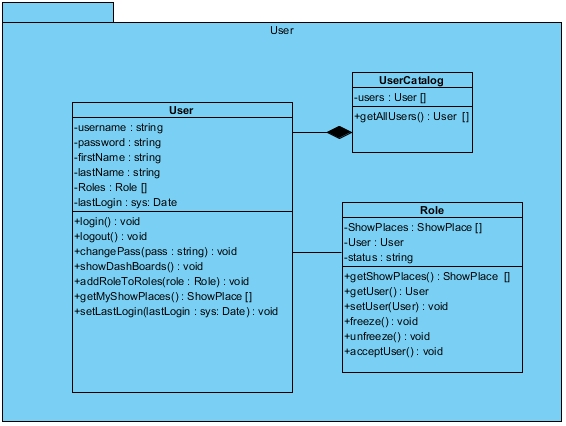 User
User
-username : string
-password : string
-firstName : string
-lastName : string
-Roles : Role []
-lastLogin : sys: Date
+login() : void
+logout() : void
+changePass(pass : string) : void
+showDashBoards() : void
+addRoleToRoles(role : Role) : void
+getMyShowPlaces() : ShowPlace []
+setLastLogin(lastLogin : sys: Date) : void
UserCatalog
-users : User []
+getAllUsers() : User []
Role
-ShowPlaces : ShowPlace []
-User : User
-status : string
+getShowPlaces() : ShowPlace []
+getUser() : User
+setUser(User) : void
+freeze() : void
+unfreeze() : void
+acceptUser() : void